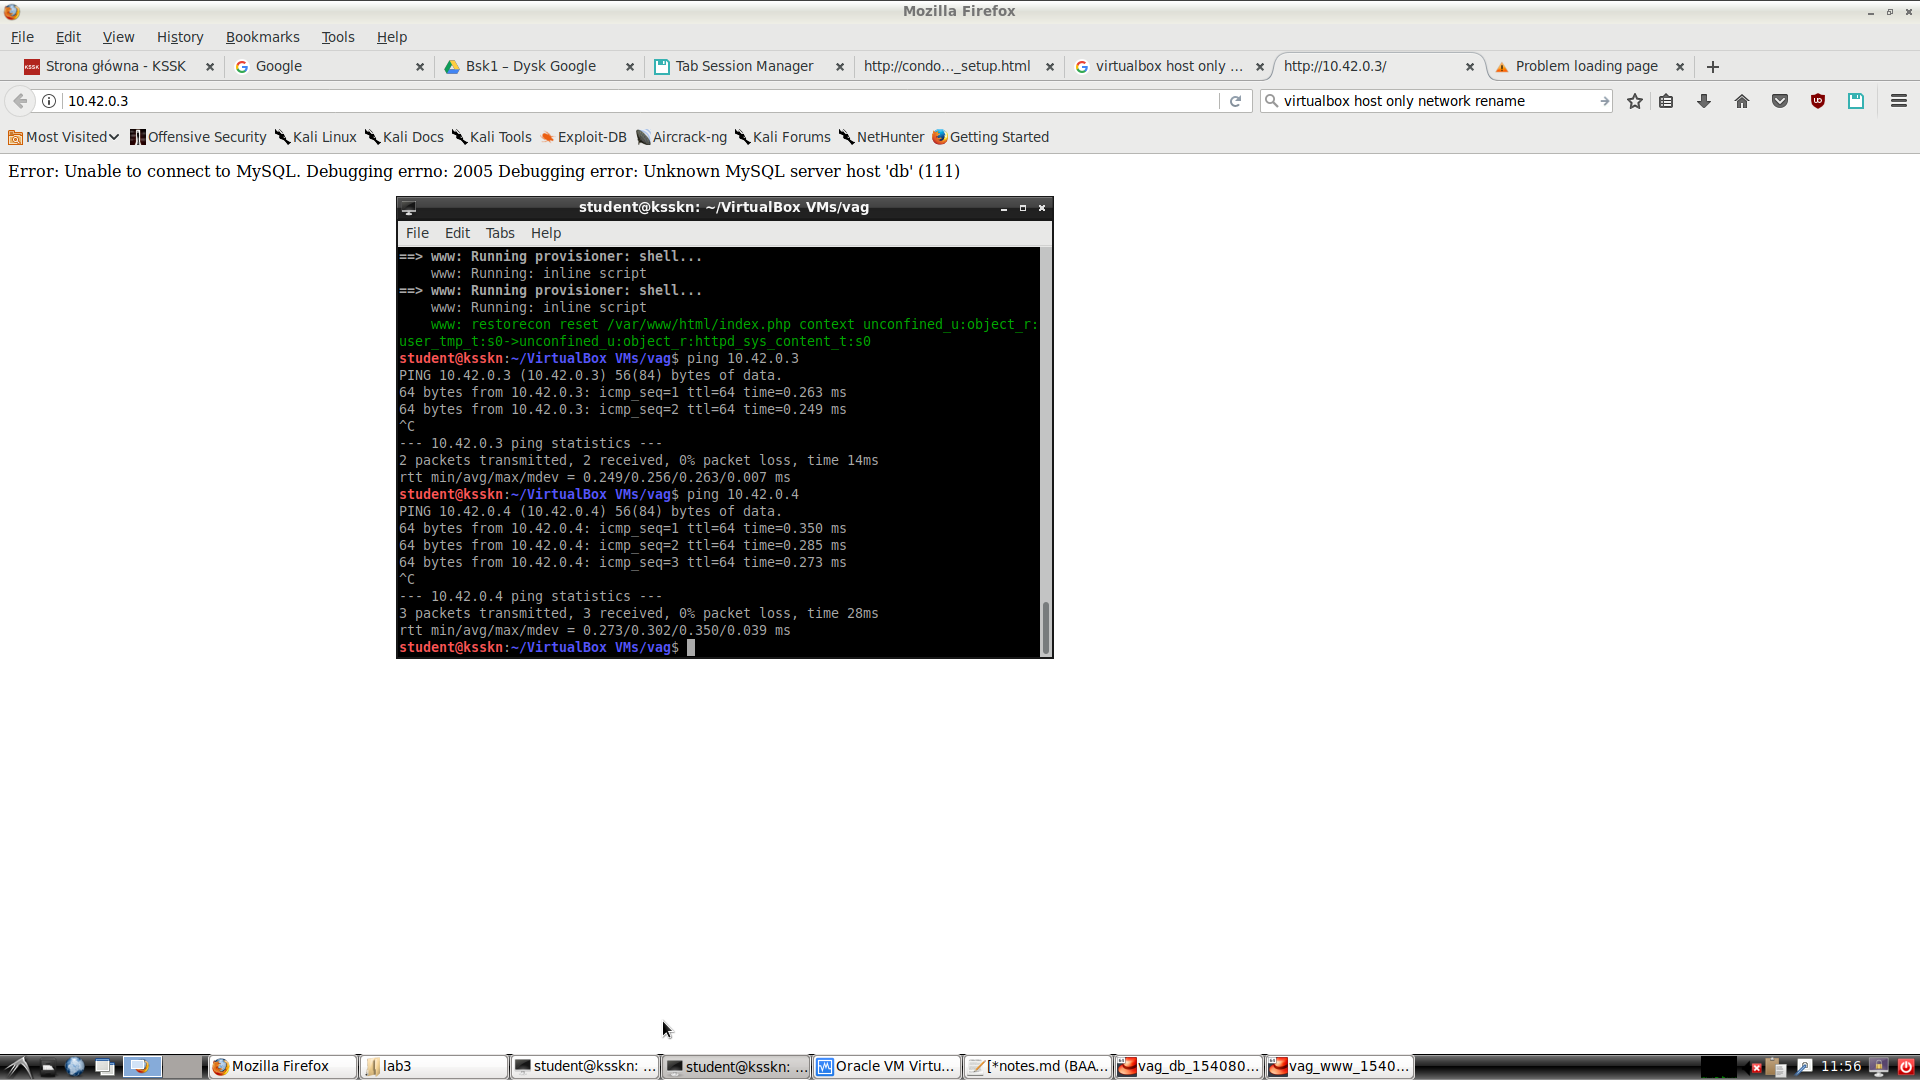 Mozilla Firefox
File Edit View History Bookmarks Tools Help
Strona główna - KSSK Google Bsk1 – Dysk Google Tab Session Manager http://condo..._setup.html virtualbox host only ... http://10.42.0.3/ Problem loading page
10.42.0.3 virtualbox host only network rename
Most Visited Offensive Security Kali Linux Kali Docs Kali Tools Exploit-DB Aircrack-ng Kali Forums NetHunter Getting Started
Error: Unable to connect to MySQL. Debugging errno: 2005 Debugging error: Unknown MySQL server host 'db' (111)
student@ksskn: ~/VirtualBox VMs/vag
File Edit Tabs Help
==> www: Running provisioner: shell...
www: Running: inline script
==> www: Running provisioner: shell...
www: Running: inline script
www: restorecon reset /var/www/html/index.php context unconfined_u:object_r:
user_tmp_t:s0->unconfined_u:object_r:httpd_sys_content_t:s0
student@ksskn:~/VirtualBox VMs/vag$ ping 10.42.0.3
PING 10.42.0.3 (10.42.0.3) 56(84) bytes of data.
64 bytes from 10.42.0.3: icmp_seq=1 ttl=64 time=0.263 ms
64 bytes from 10.42.0.3: icmp_seq=2 ttl=64 time=0.249 ms
^C
--- 10.42.0.3 ping statistics ---
2 packets transmitted, 2 received, 0% packet loss, time 14ms
rtt min/avg/max/mdev = 0.249/0.256/0.263/0.007 ms
student@ksskn:~/VirtualBox VMs/vag$ ping 10.42.0.4
PING 10.42.0.4 (10.42.0.4) 56(84) bytes of data.
64 bytes from 10.42.0.4: icmp_seq=1 ttl=64 time=0.350 ms
64 bytes from 10.42.0.4: icmp_seq=2 ttl=64 time=0.285 ms
64 bytes from 10.42.0.4: icmp_seq=3 ttl=64 time=0.273 ms
^C
--- 10.42.0.4 ping statistics ---
3 packets transmitted, 3 received, 0% packet loss, time 28ms
rtt min/avg/max/mdev = 0.273/0.302/0.350/0.039 ms
student@ksskn:~/VirtualBox VMs/vag$
Mozilla Firefox lab3 student@ksskn: ... student@ksskn: ... Oracle VM Virtu... [*notes.md (BAA... vag_db_154080... vag_www_1540... 11:56